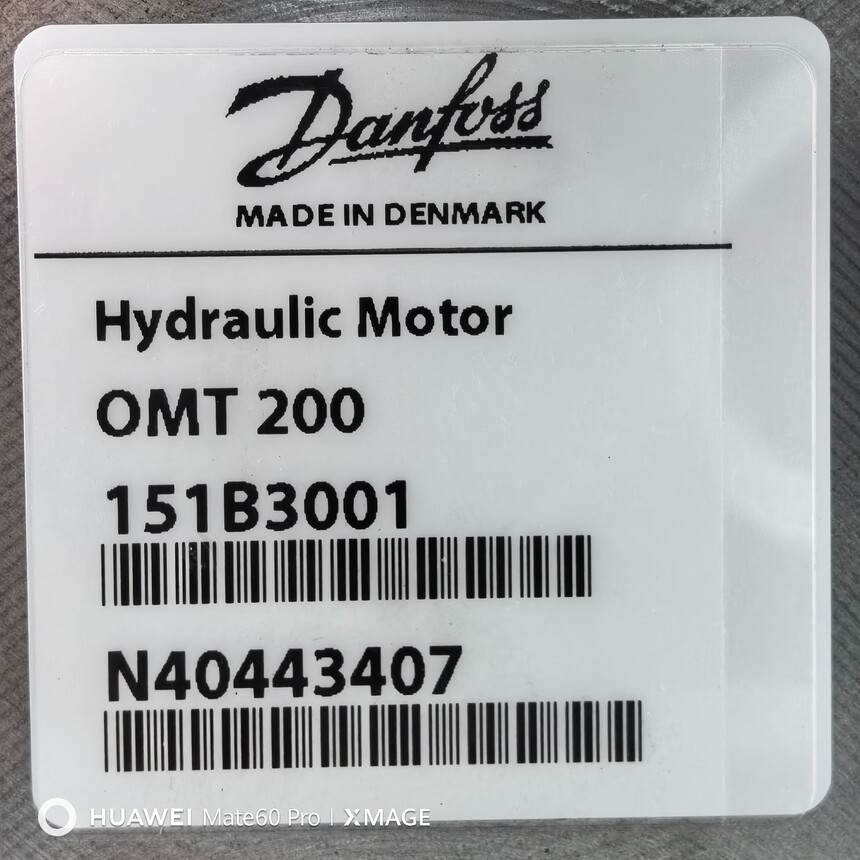 Danfoss
MADE IN DENMARK
Hydraulic Motor
OMT 200
151B3001
N40443407
HUAWEI Mate60 Pro | XMAGE